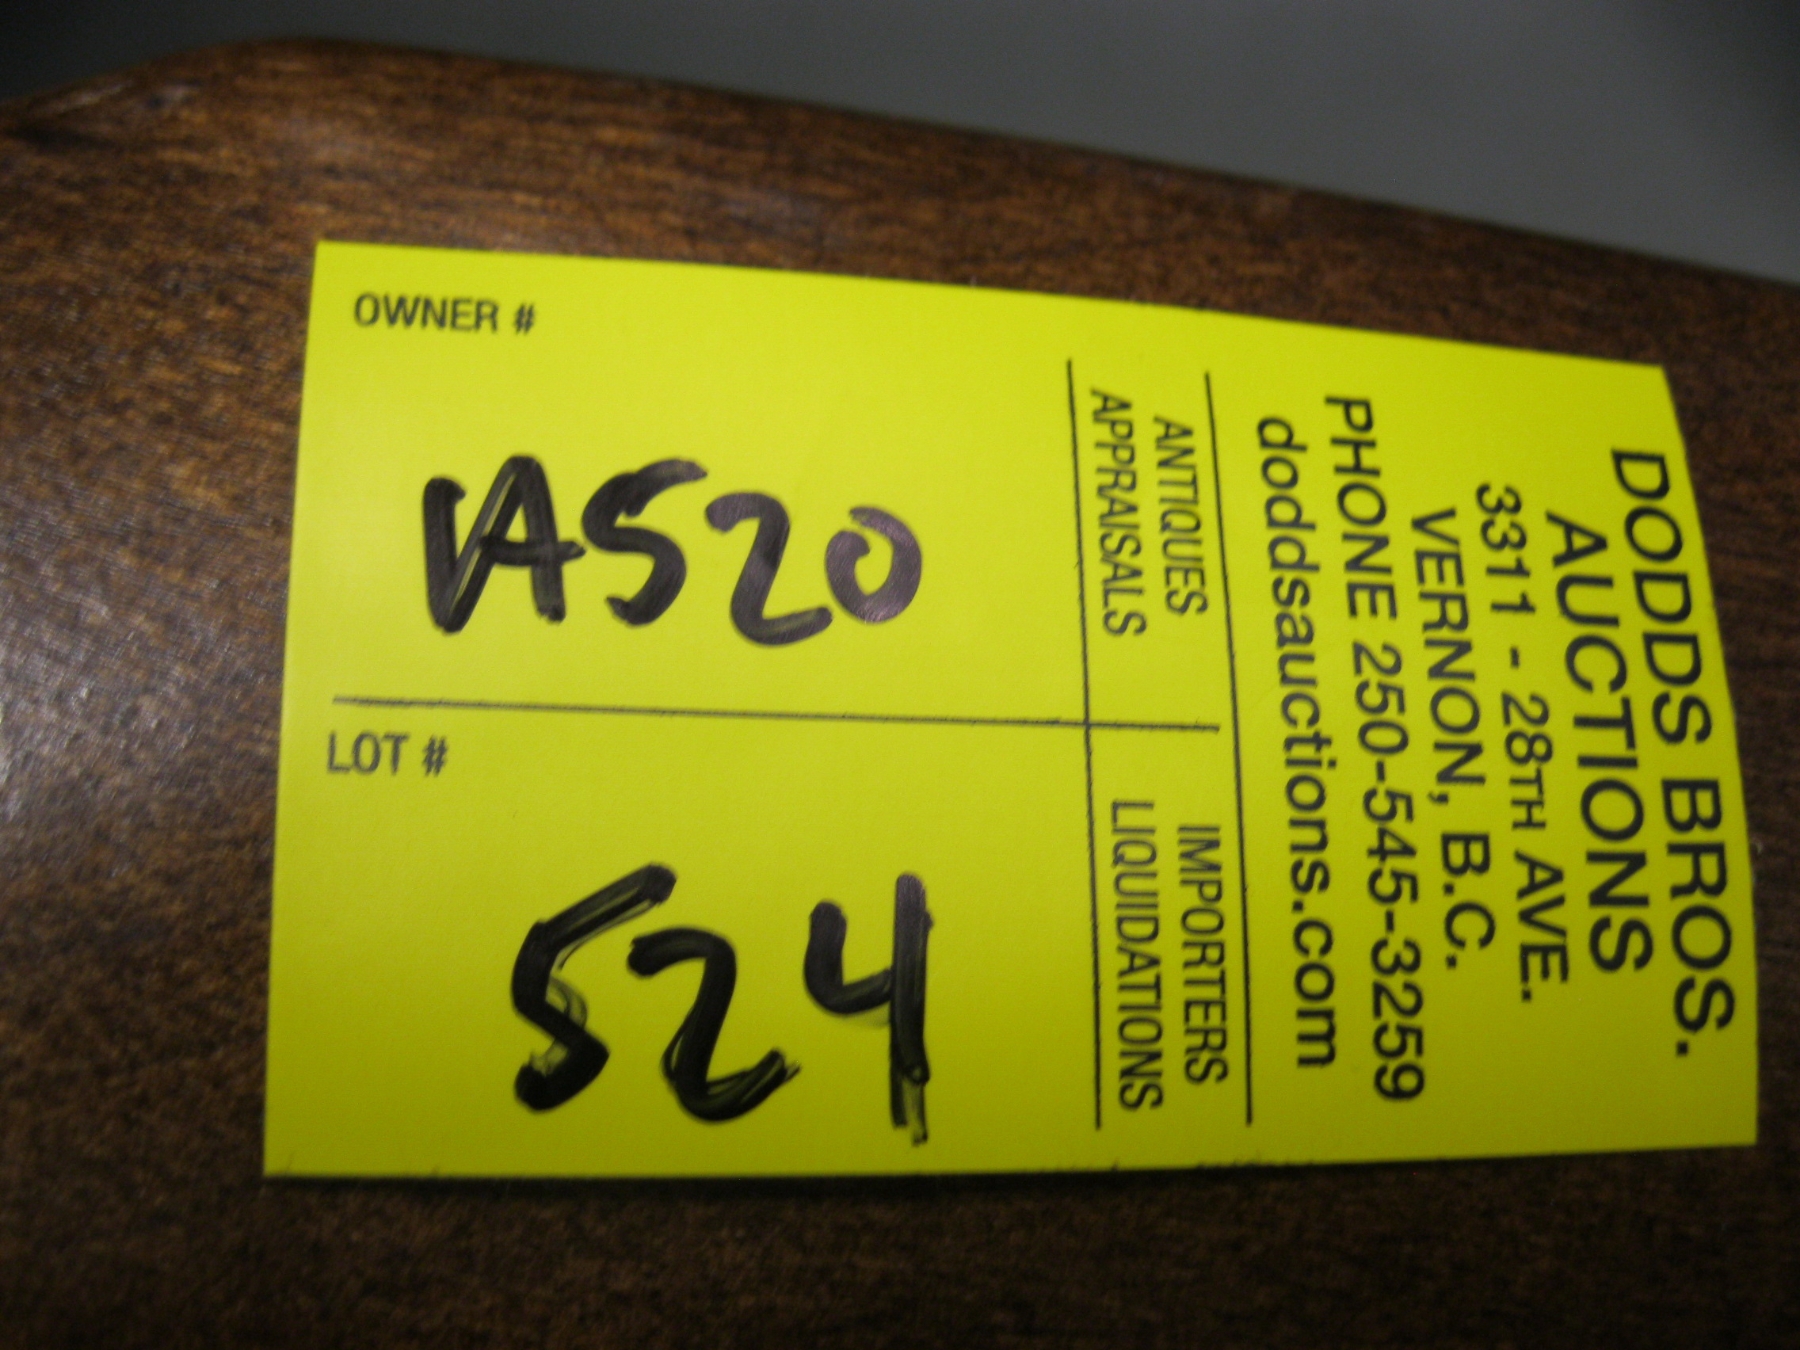 DODDS BROS.
AUCTIONS
3311 - 28TH AVE.
VERNON, B.C.
PHONE 250-545-3259
doddsauctions.com
ANTIQUES
APPRAISALS
IMPORTERS
LIQUIDATIONS
OWNER #
VA520
LOT #
524